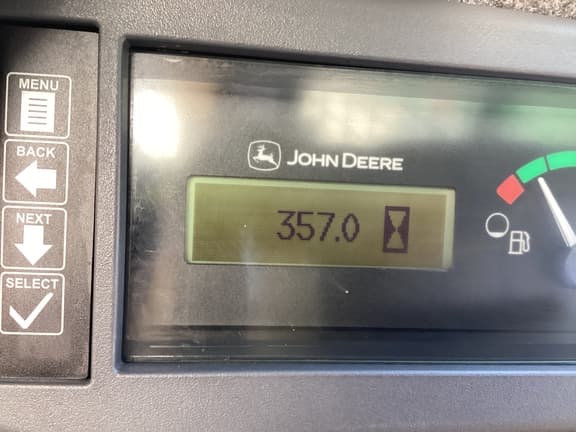 MENU
BACK
NEXT
SELECT
JOHN DEERE
357.0